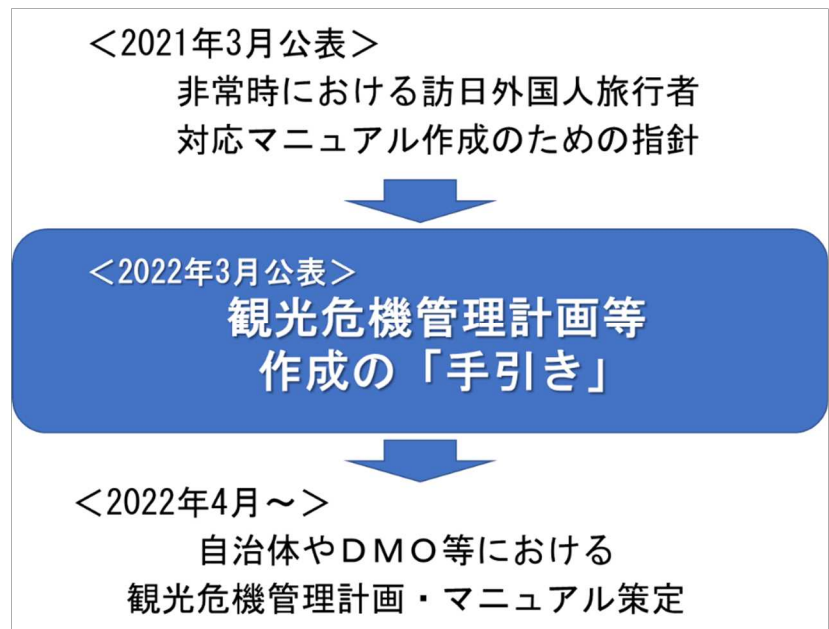 ＜2021年3月公表＞
非常時における訪日外国人旅行者
対応マニュアル作成のための指針
＜2022年3月公表＞
観光危機管理計画等
作成の「手引き」
＜2022年4月～＞
自治体やＤＭＯ等における
観光危機管理計画・マニュアル策定